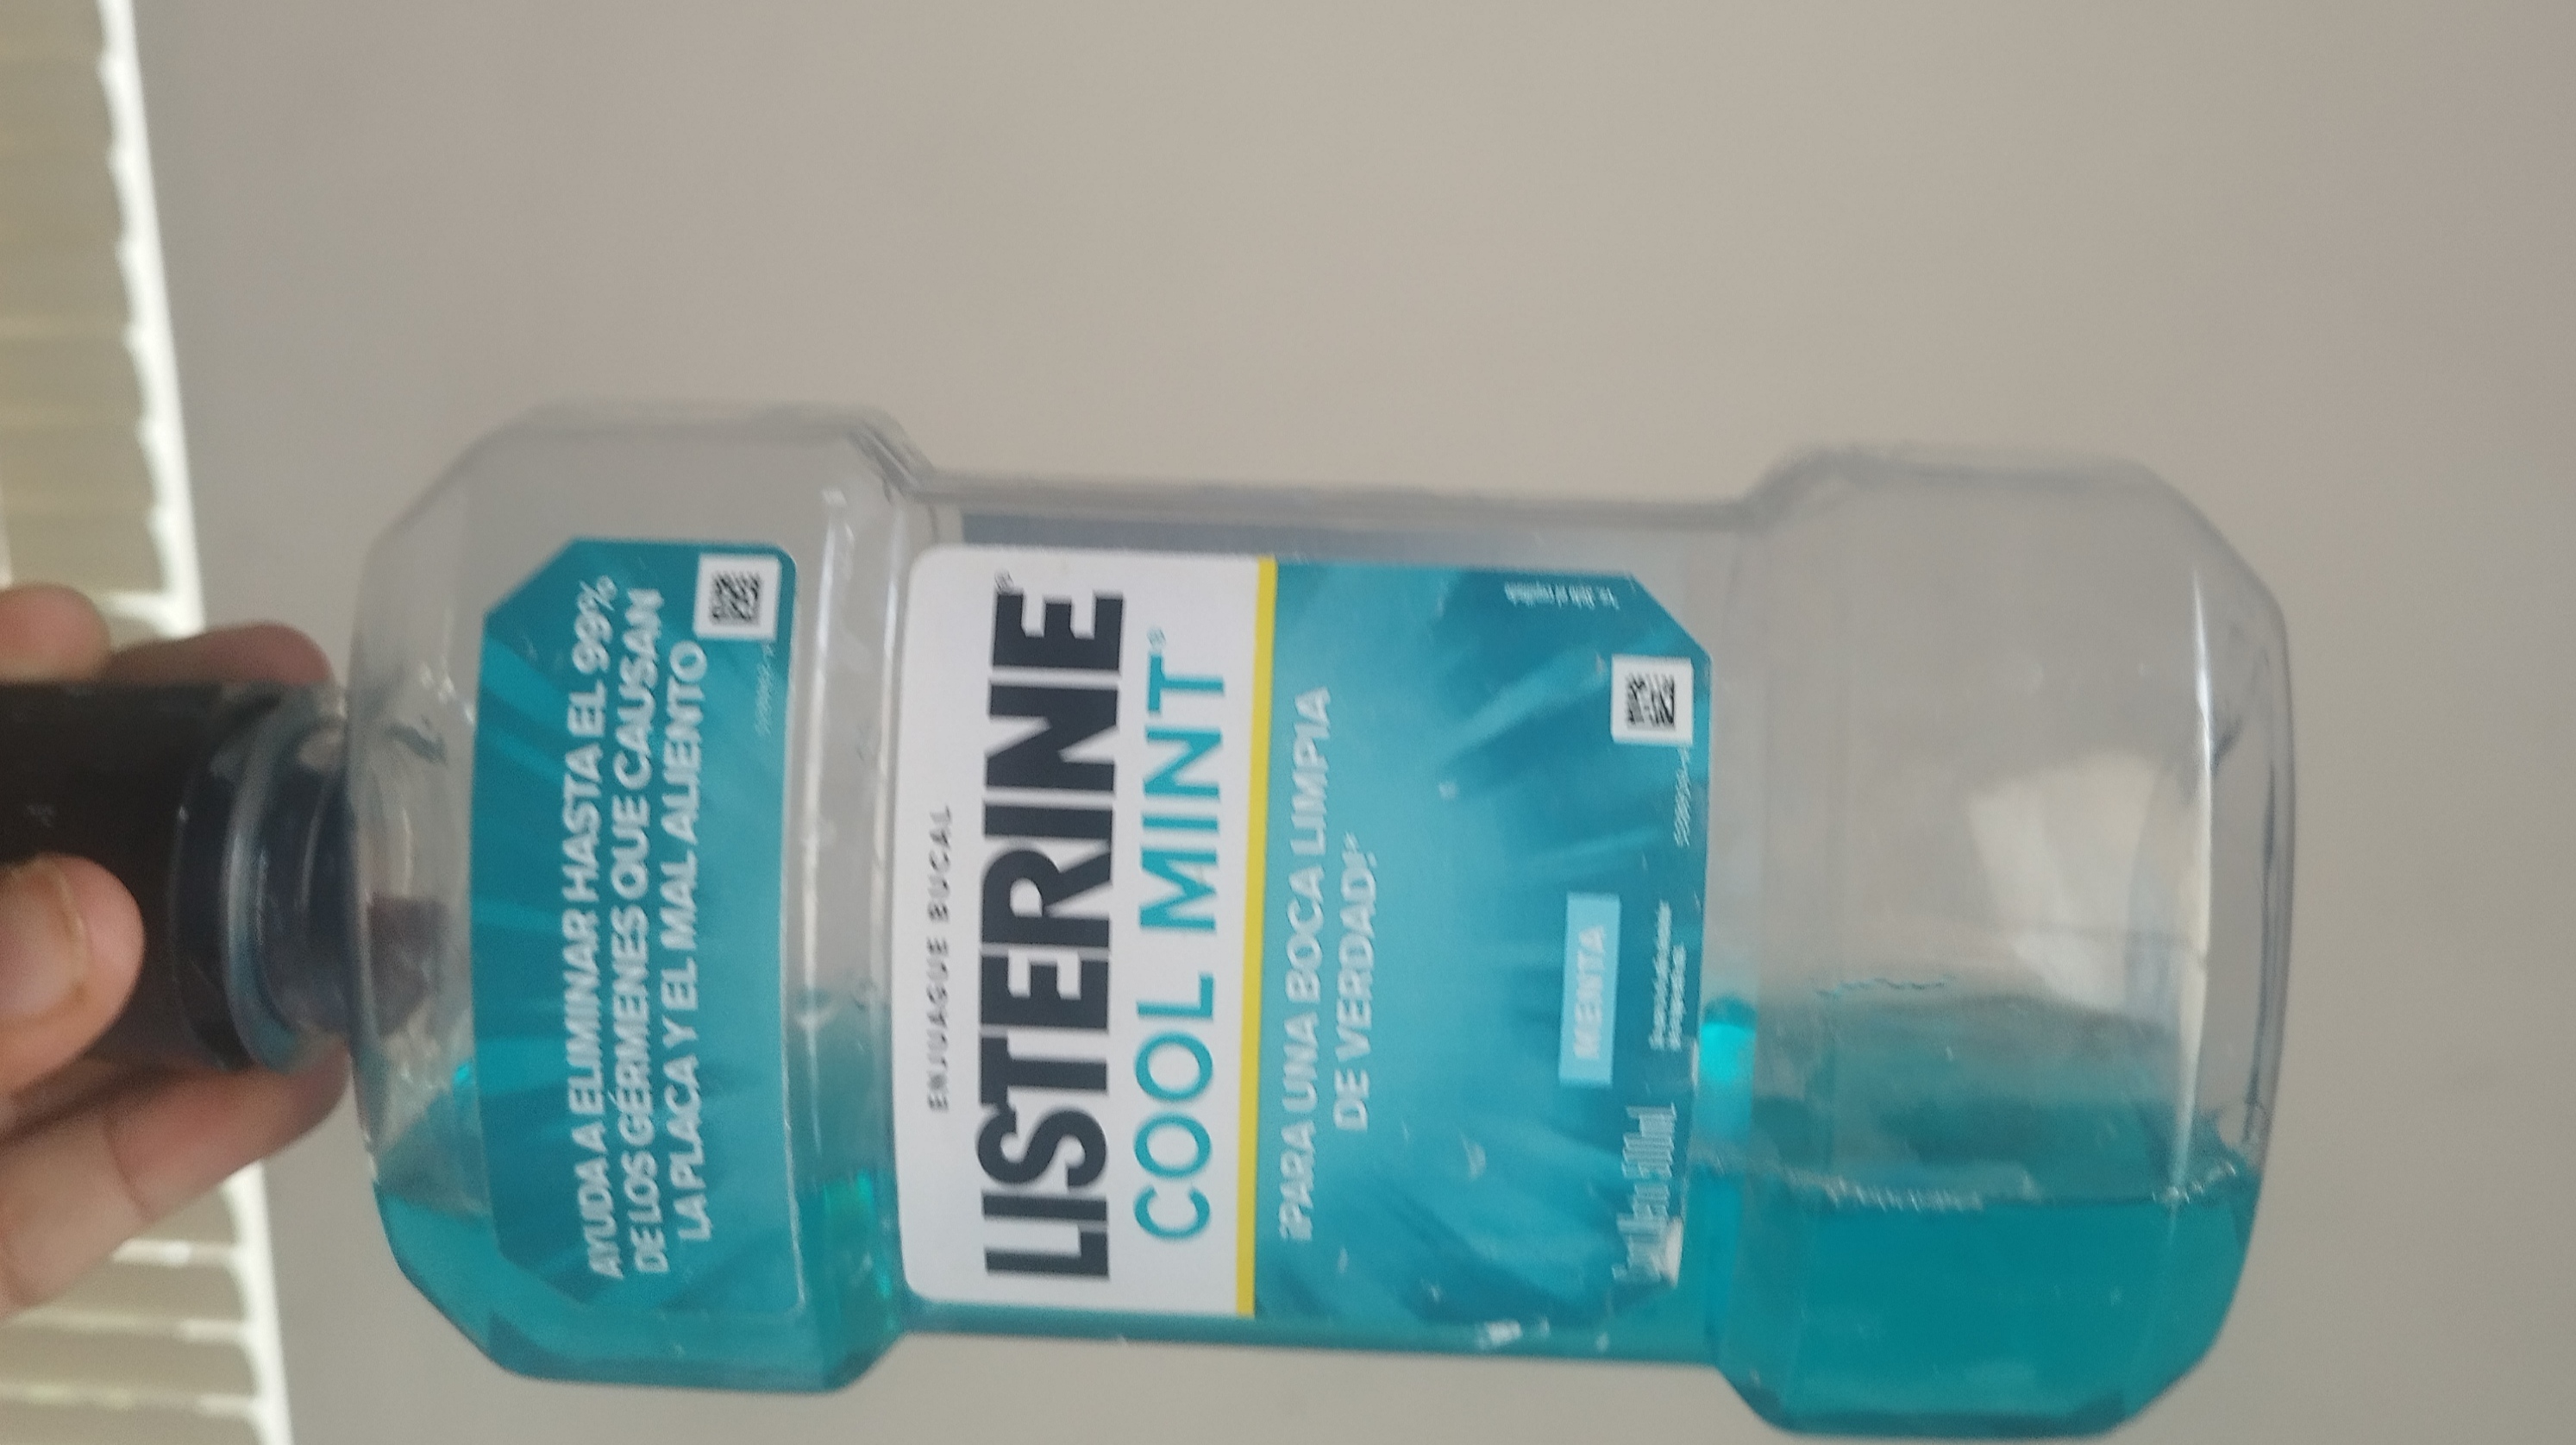 AYUDA A ELIMINAR HASTA EL 99%
DE LOS GÉRMENES QUE CAUSAN
LA PLACA Y EL MAL ALIENTO
ENJUAGUE BUCAL
LISTERINE®
COOL MINT®
¡PARA UNA BOCA LIMPIA
DE VERDAD!*
MENTA
500ml